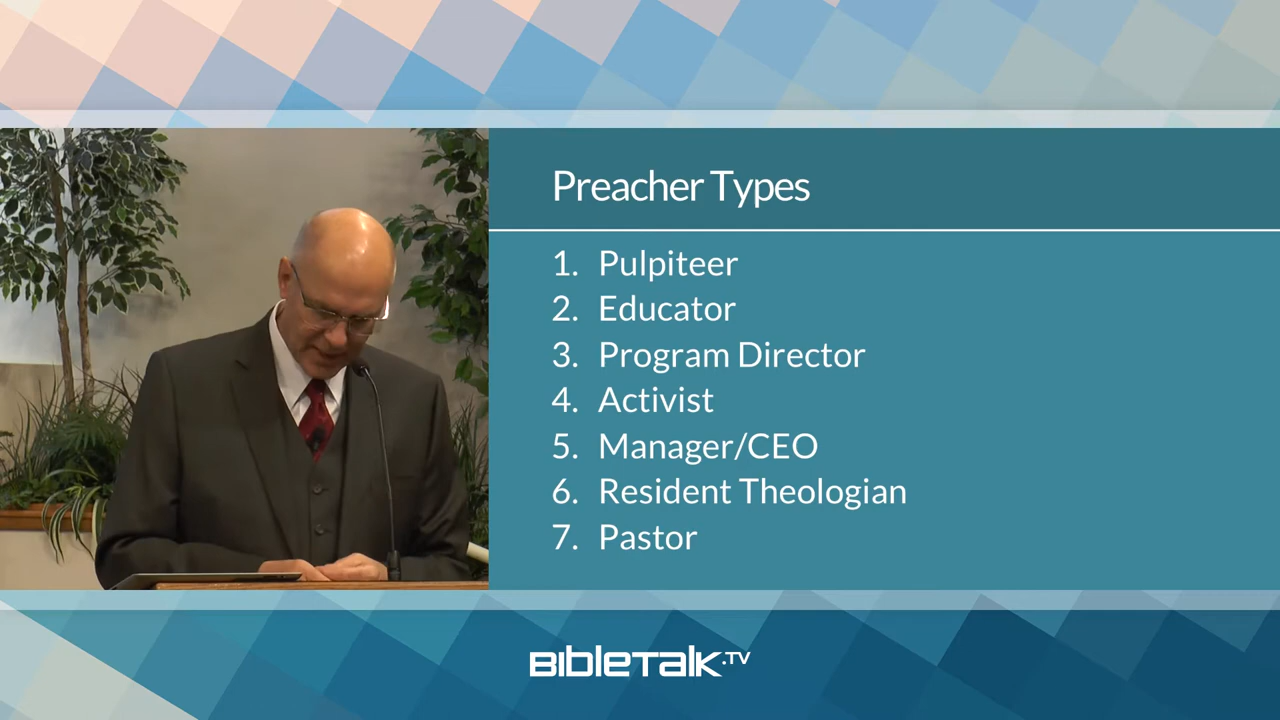 Preacher Types
1. Pulpiteer
2. Educator
3. Program Director
4. Activist
5. Manager/CEO
6. Resident Theologian
7. Pastor
BIBLETALK.TV